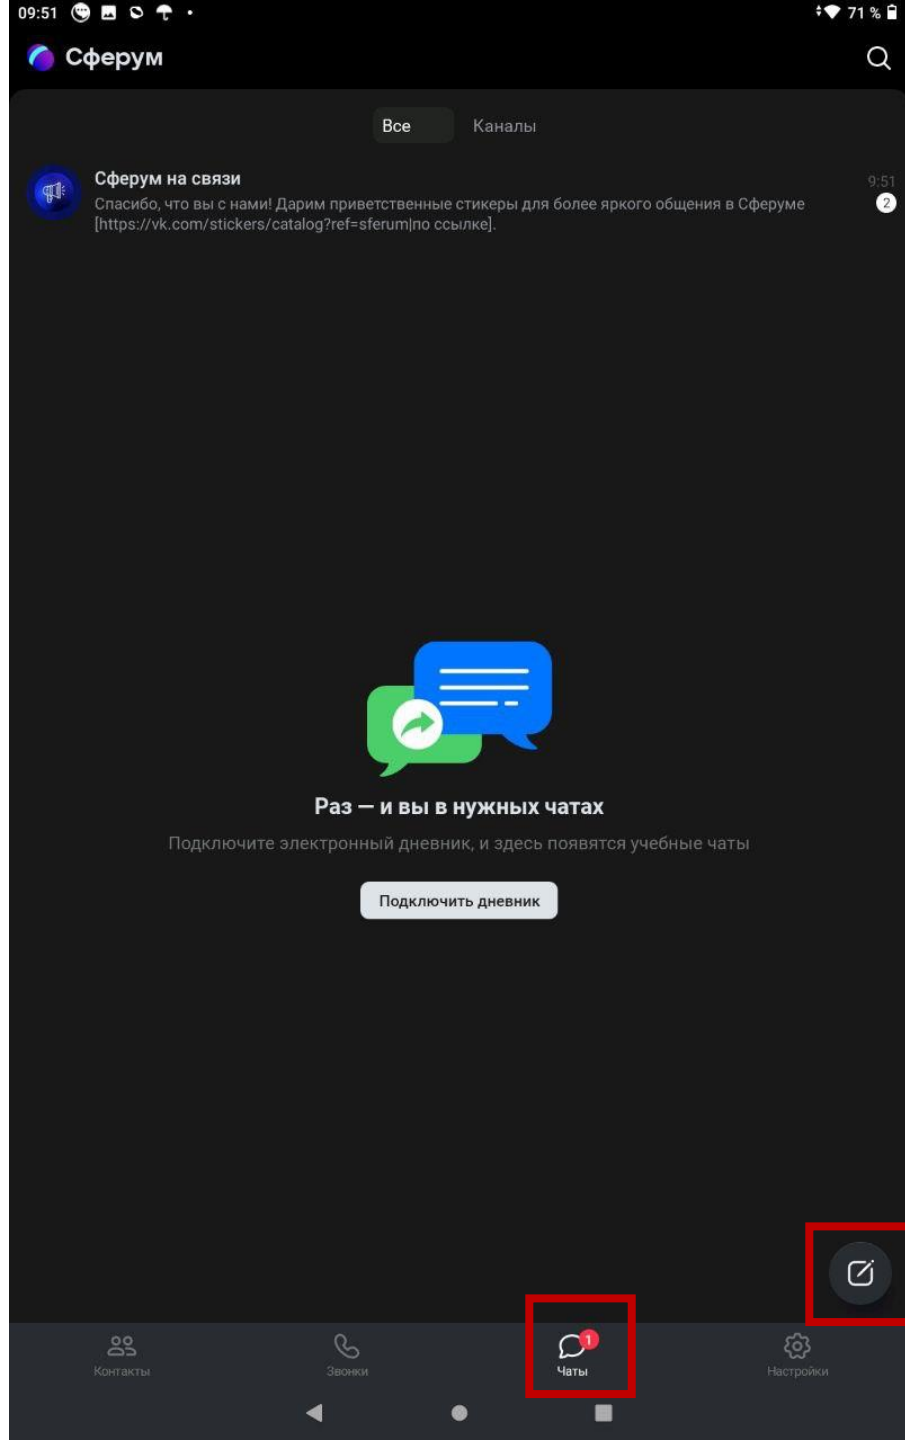 09:51
71 %
Сферум
Все
Каналы
Сферум на связи
9:51
Спасибо, что вы с нами! Дарим приветственные стикеры для более яркого общения в Сферуме
2
[https://vk.com/stickers/catalog?ref=sferum|по ссылке].
Раз — и вы в нужных чатах
Подключите электронный дневник, и здесь появятся учебные чаты
Подключить дневник
1
Контакты
Звонки
Чаты
Настройки